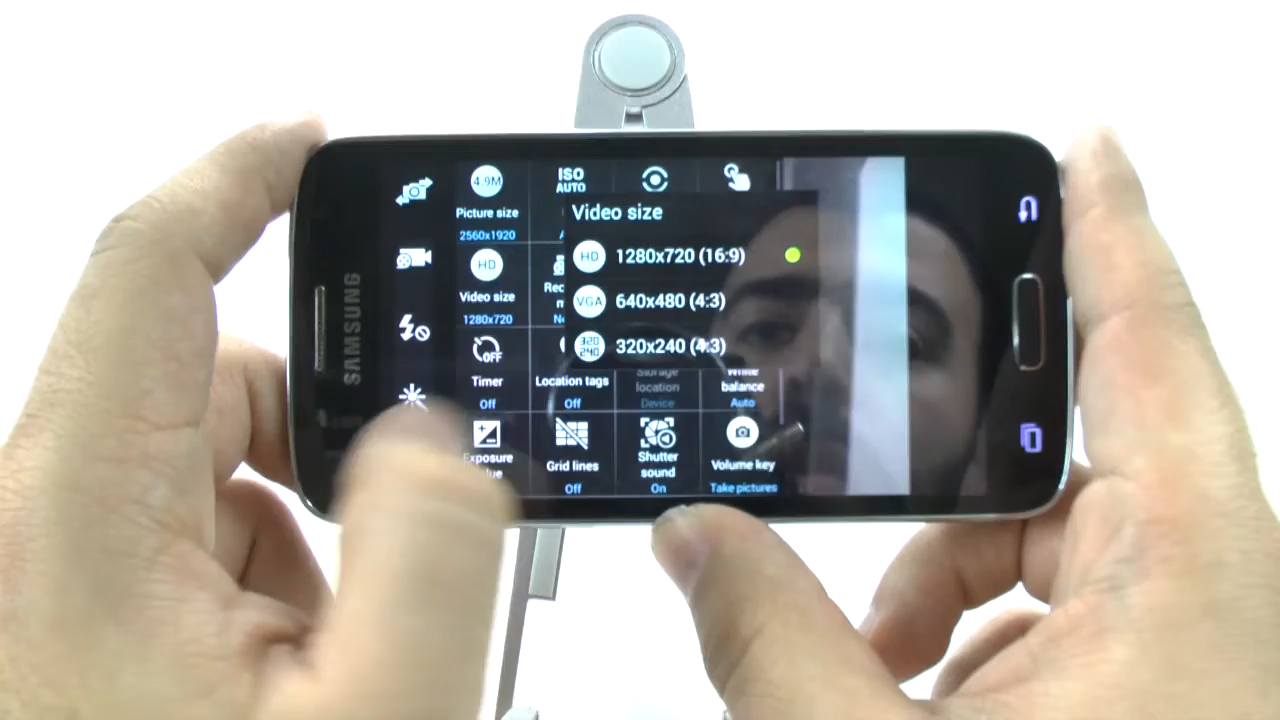 SAMSUNG
4.9M
Picture size
2560x1920
ISO
AUTO
HD
Video size
1280x720
Video size
HD 1280x720 (16:9)
VGA 640x480 (4:3)
320 240 320x240 (4:3)
OFF
Timer
Off
Location tags
Off
Storage
location
Device
White
balance
Auto
Exposure
Grid lines
Off
Shutter
sound
On
Volume key
Take pictures